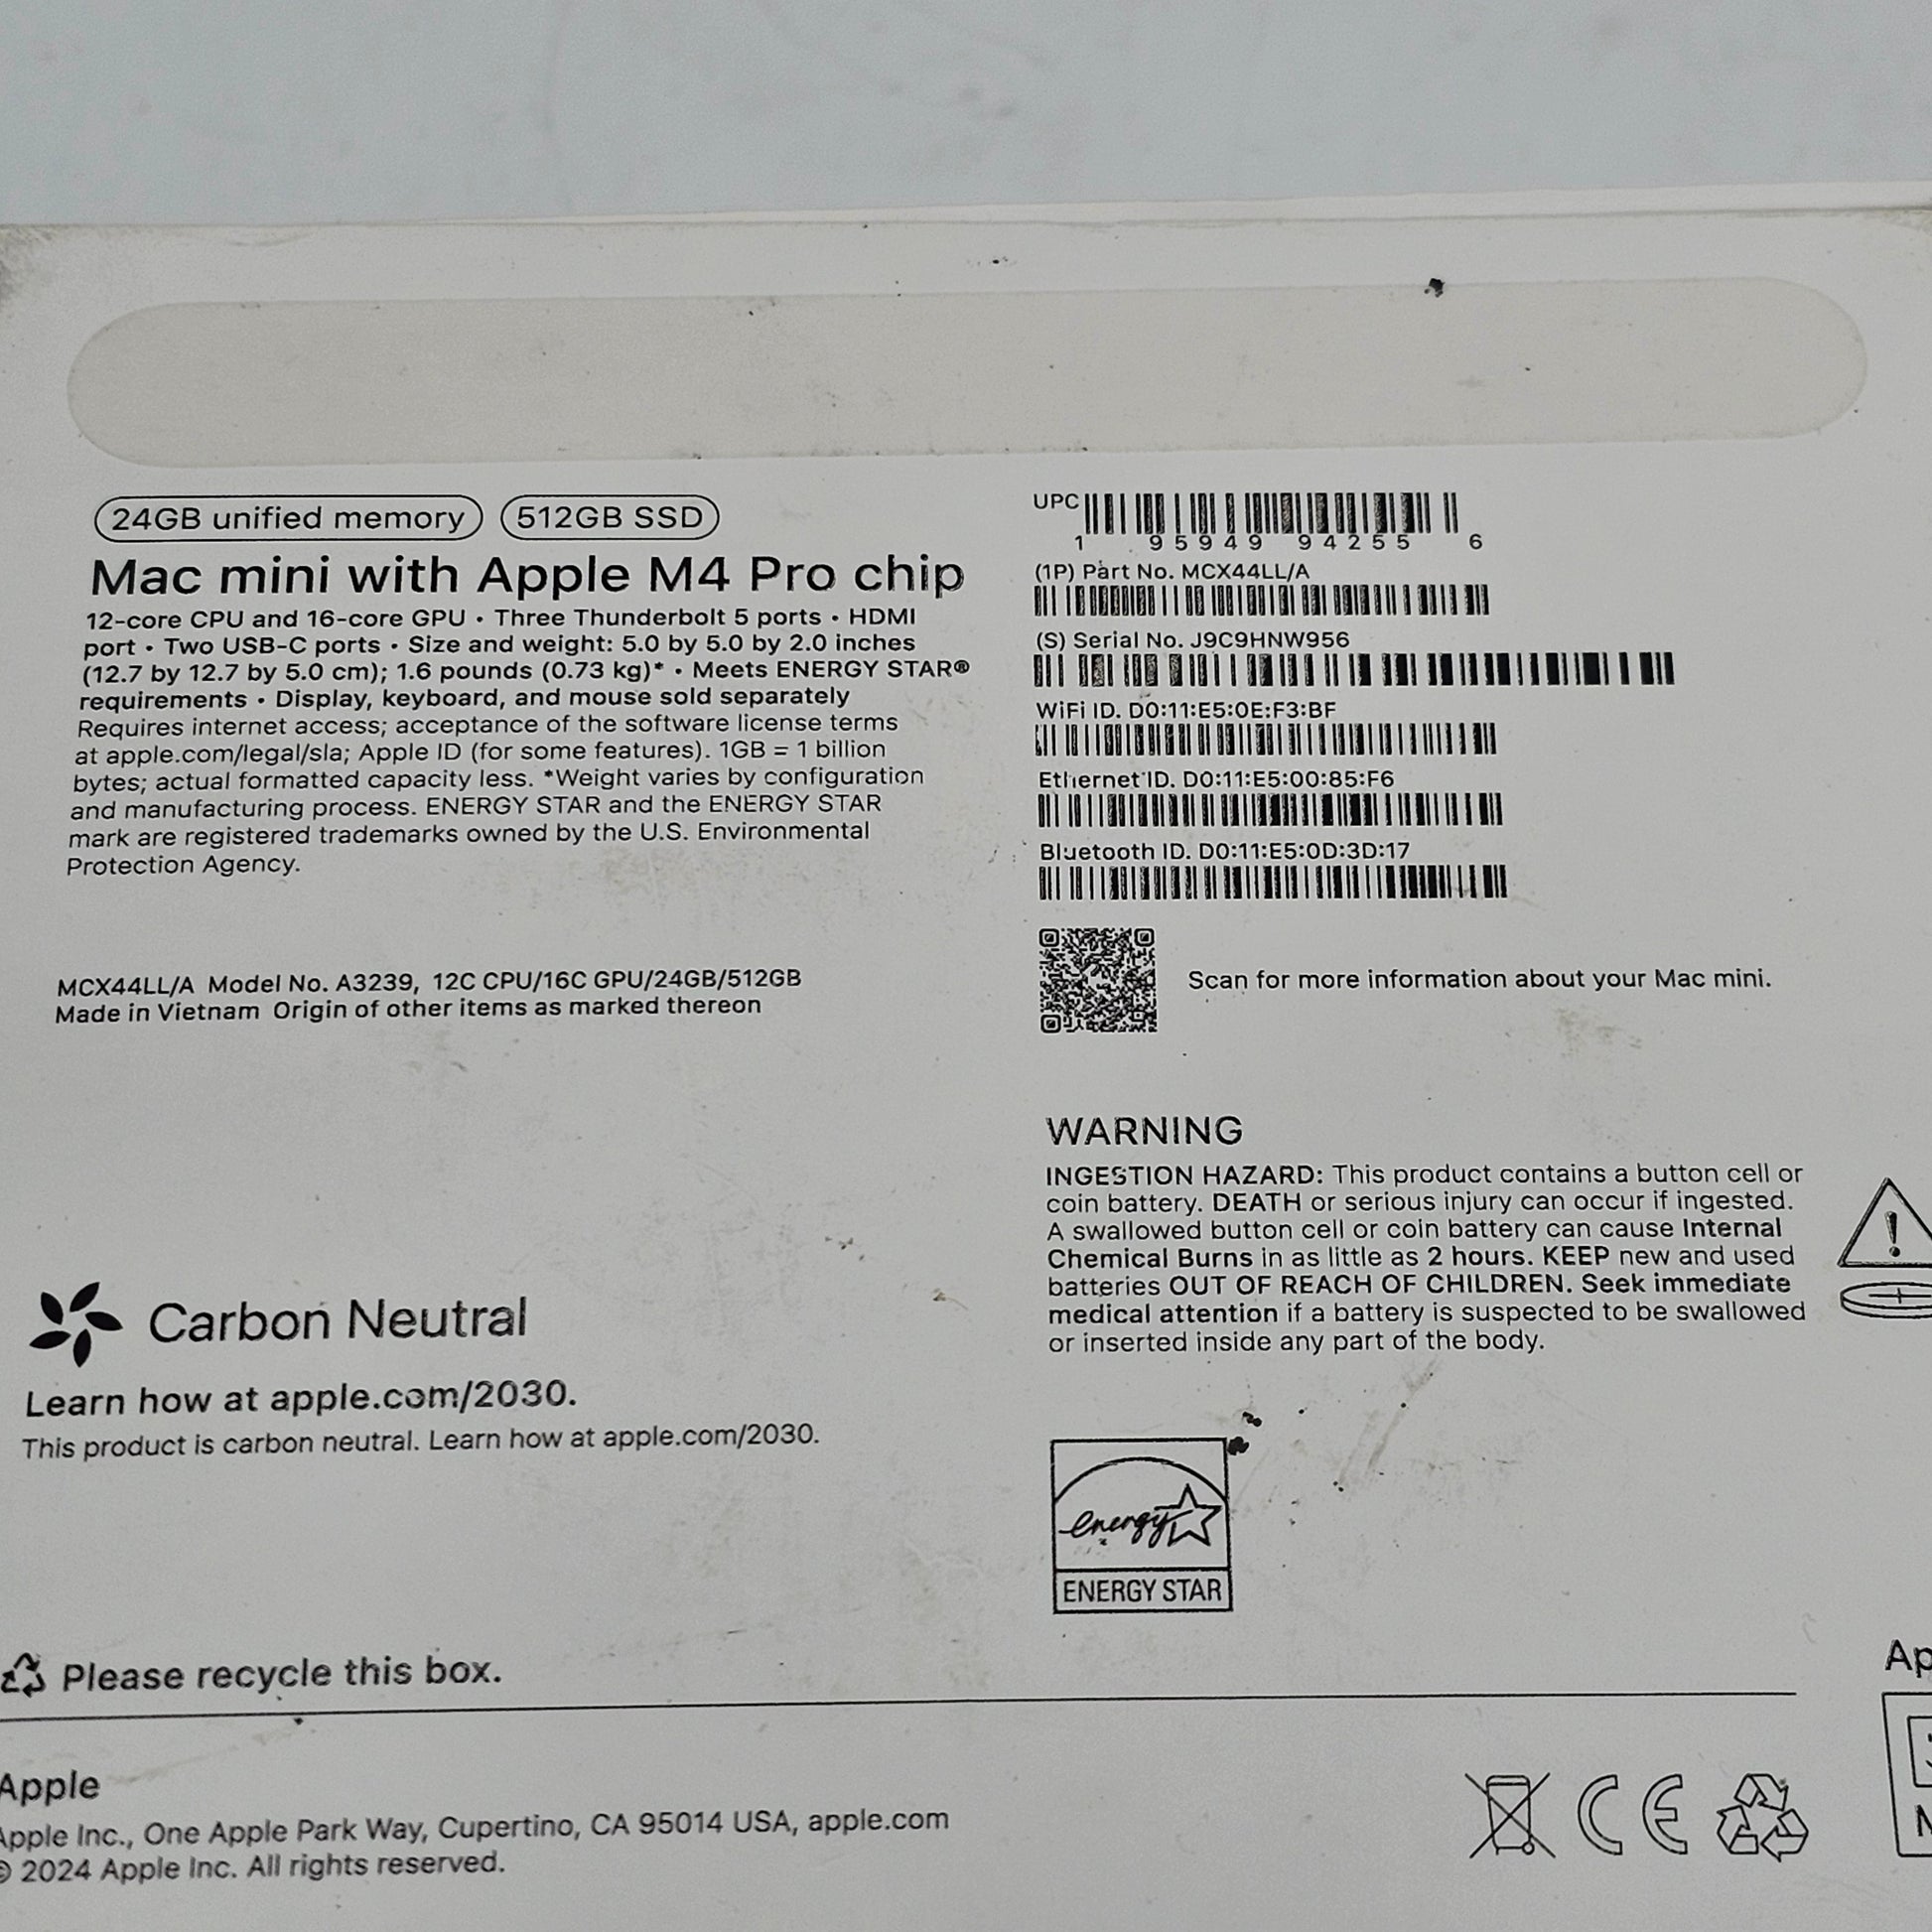 24GB unified memory 512GB SSD
Mac mini with Apple M4 Pro chip
12-core CPU and 16-core GPU • Three Thunderbolt 5 ports • HDMI
port • Two USB-C ports • Size and weight: 5.0 by 5.0 by 2.0 inches
(12.7 by 12.7 by 5.0 cm); 1.6 pounds (0.73 kg)* • Meets ENERGY STAR®
requirements • Display, keyboard, and mouse sold separately
Requires internet access; acceptance of the software license terms
at apple.com/legal/sla; Apple ID (for some features). 1GB = 1 billion
bytes; actual formatted capacity less. *Weight varies by configuration
and manufacturing process. ENERGY STAR and the ENERGY STAR
mark are registered trademarks owned by the U.S. Environmental
Protection Agency.
MCX44LL/A Model No. A3239, 12C CPU/16C GPU/24GB/512GB
Made in Vietnam Origin of other items as marked thereon
Carbon Neutral
Learn how at apple.com/2030.
This product is carbon neutral. Learn how at apple.com/2030.
UPC
1 95949 94255 6
(1P) Part No. MCX44LL/A
(S) Serial No. J9C9HNW956
WiFi ID. D0:11:E5:0E:F3:BF
Ethernet ID. D0:11:E5:00:85:F6
Bluetooth ID. D0:11:E5:0D:3D:17
Scan for more information about your Mac mini.
WARNING
INGESTION HAZARD: This product contains a button cell or
coin battery. DEATH or serious injury can occur if ingested.
A swallowed button cell or coin battery can cause Internal
Chemical Burns in as little as 2 hours. KEEP new and used
batteries OUT OF REACH OF CHILDREN. Seek immediate
medical attention if a battery is suspected to be swallowed
or inserted inside any part of the body.
energy
ENERGY STAR
Please recycle this box.
Apple
Apple Inc., One Apple Park Way, Cupertino, CA 95014 USA, apple.com
© 2024 Apple Inc. All rights reserved.
CE